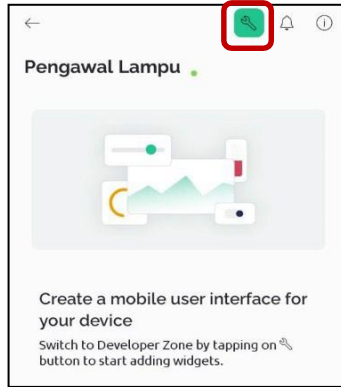 Pengawal Lampu
Create a mobile user interface for
your device
Switch to Developer Zone by tapping on
button to start adding widgets.